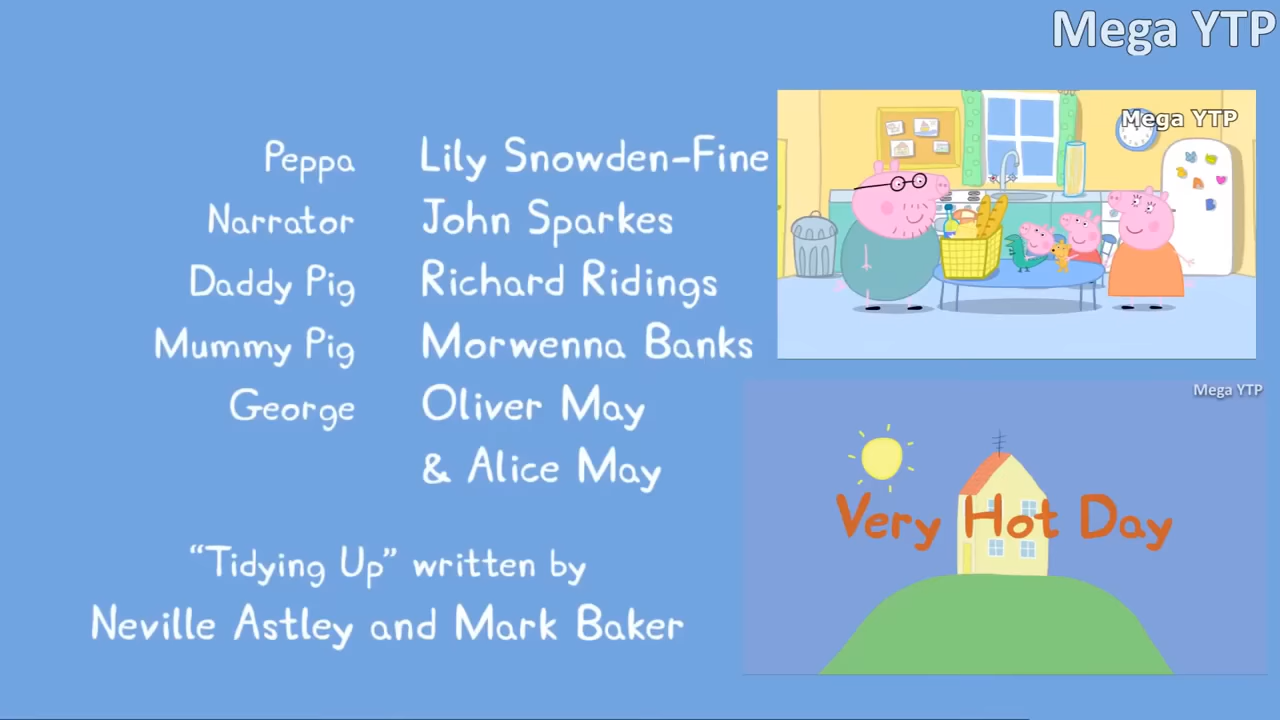 Mega YTP
Peppa Lily Snowden-Fine
Narrator John Sparkes
Daddy Pig Richard Ridings
Mummy Pig Morwenna Banks
George Oliver May
& Alice May
“Tidying Up” written by
Neville Astley and Mark Baker
Mega YTP
Mega YTP
Very Hot Day